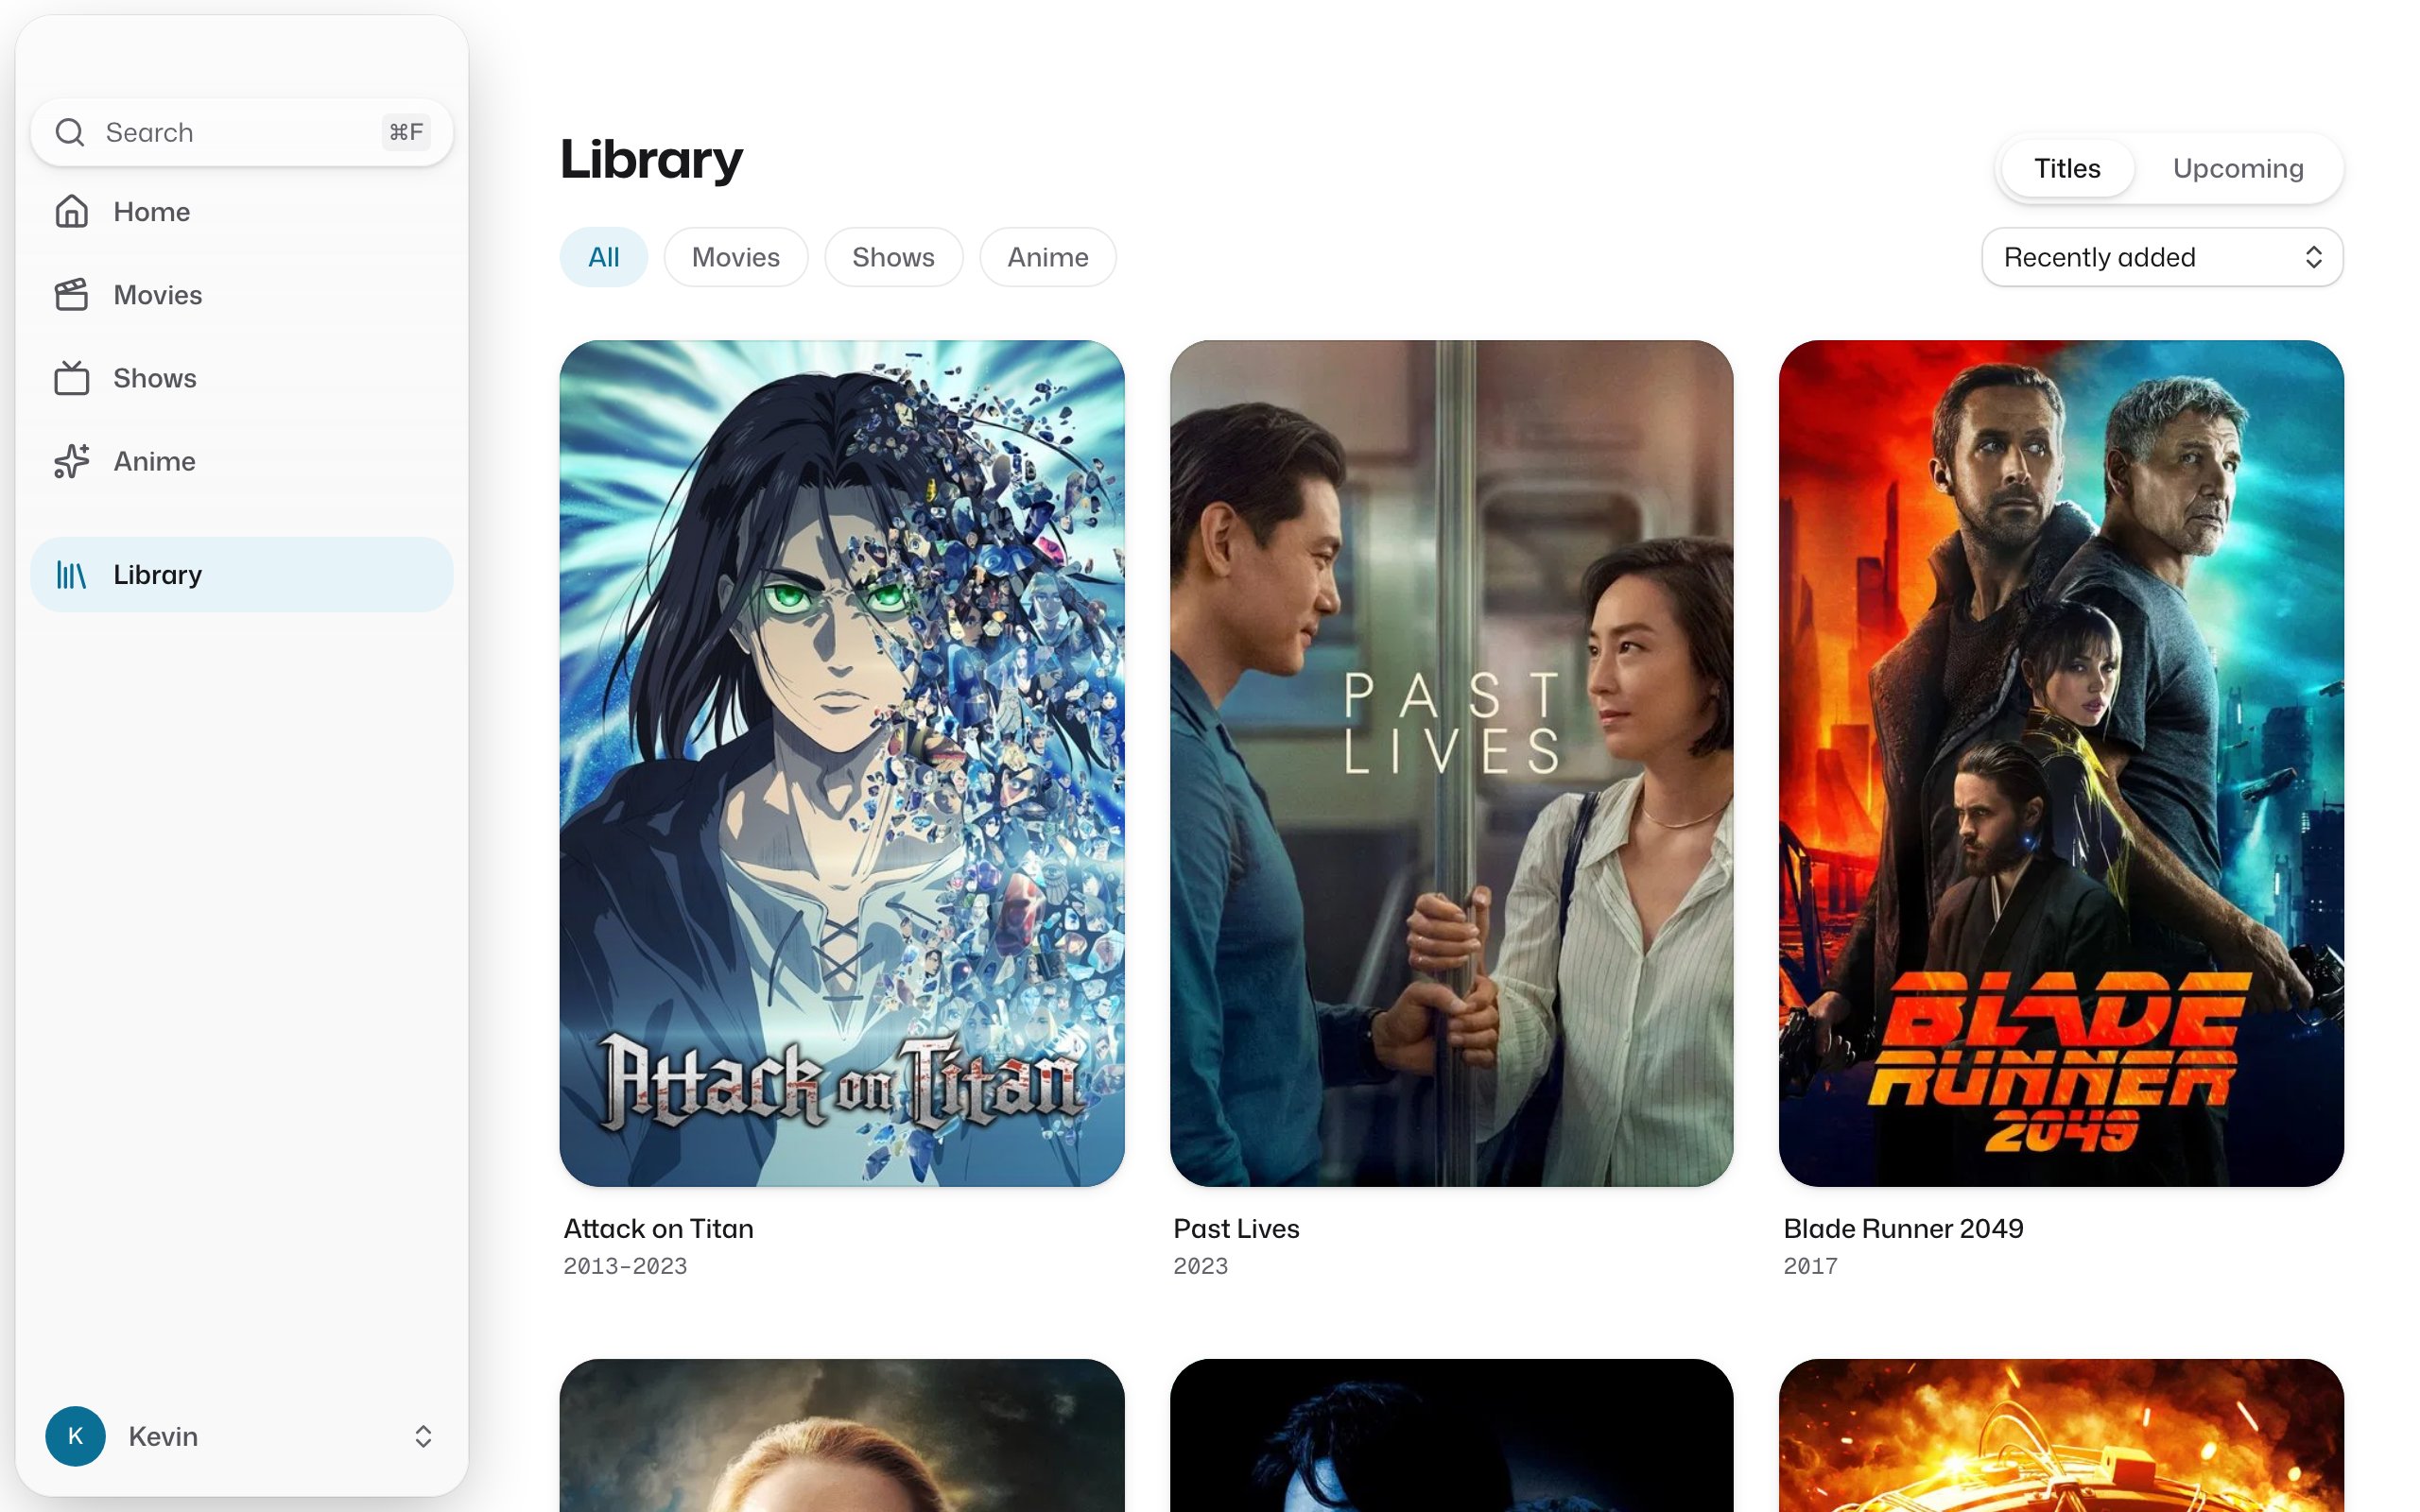 Search ⌘F
Home
Movies
Shows
Anime
Library
Kevin
K
Library
Titles Upcoming
All Movies Shows Anime
Recently added
Attack on Titan
PAST
LIVES
BLADE
RUNNER
2049
Attack on Titan
2013–2023
Past Lives
2023
Blade Runner 2049
2017